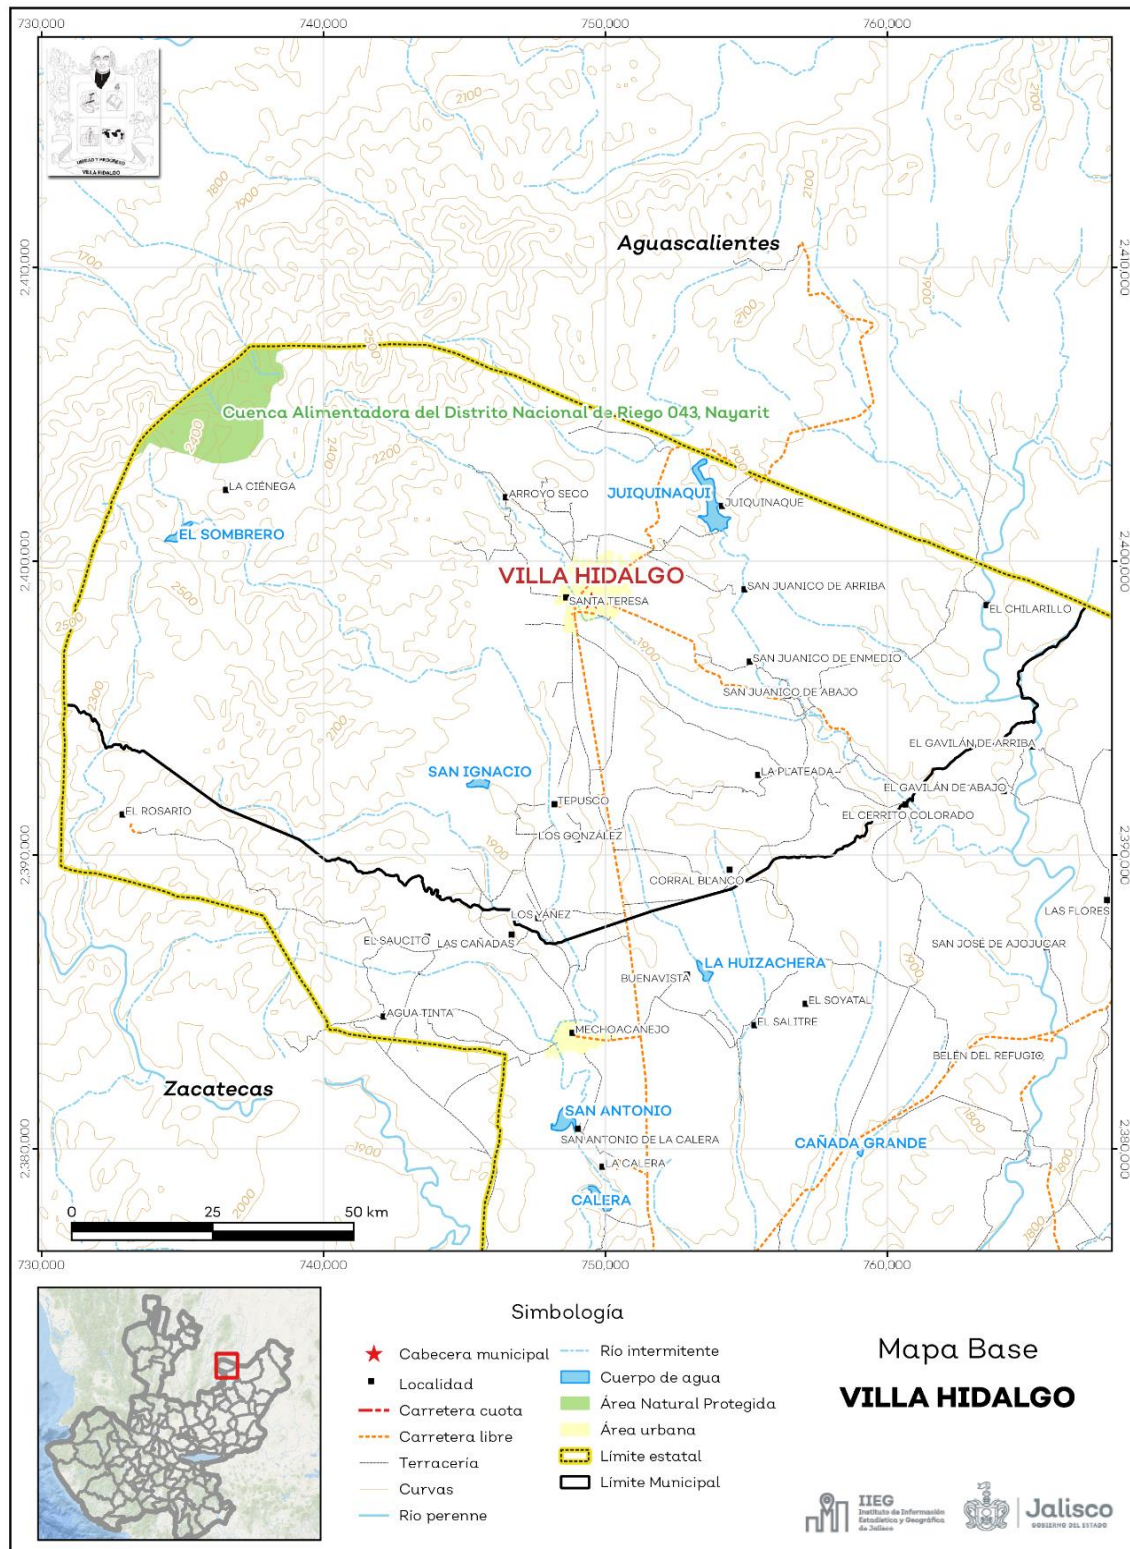 730,000
740,000
750,000
760,000
UNIDAD Y PROGRESO
VILLA HIDALGO
2100
2100
1800
1900
2100
Aguascalientes
1700
2,410,000
2,410,000
1900
2100
2500
Cuenca Alimentadora del Distrito Nacional de Riego 043, Nayarit
2400
2400
2200
1900
LA CIÉNEGA
ARROYO SECO
JUIQUINAQUI
JUIQUINAQUE
EL SOMBRERO
2,400,000
2,400,000
VILLA HIDALGO
SANTA TERESA
SAN JUANICO DE ARRIBA
2500
EL CHILARILLO
2500
1900
SAN JUANICO DE ENMEDIO
2300
SAN JUANICO DE ABAJO
2100
EL GAVILÁN DE ARRIBA
SAN IGNACIO
LA PLATEADA
EL GAVILÁN DE ABAJO
EL ROSARIO
TEPUSCO
EL CERRITO COLORADO
LOS GONZÁLEZ
2,390,000
1900
2,390,000
CORRAL BLANCO
LOS YÁÑEZ
LAS FLORES
EL SAUCITO
LAS CAÑADAS
1900
SAN JOSÉ DE AJOJUCAR
LA HUIZACHERA
BUENAVISTA
EL SOYATAL
AGUA TINTA
EL SALITRE
MECHOACANEJO
BELÉN DEL REFUGIO
Zacatecas
SAN ANTONIO
1800
SAN ANTONIO DE LA CALERA
CAÑADA GRANDE
1900
2,380,000
2,380,000
LA CALERA
1800
CALERA
2000
0 25 50 km
1800
730,000
740,000
750,000
760,000
Simbología
Cabecera municipal
Localidad
Carretera cuota
Carretera libre
Terracería
Curvas
Río perenne
Río intermitente
Cuerpo de agua
Área Natural Protegida
Área urbana
Límite estatal
Límite Municipal
Mapa Base
VILLA HIDALGO
IIEG
Instituto de Información
Estadística y Geográfica
de Jalisco
Jalisco
GOBIERNO DEL ESTADO